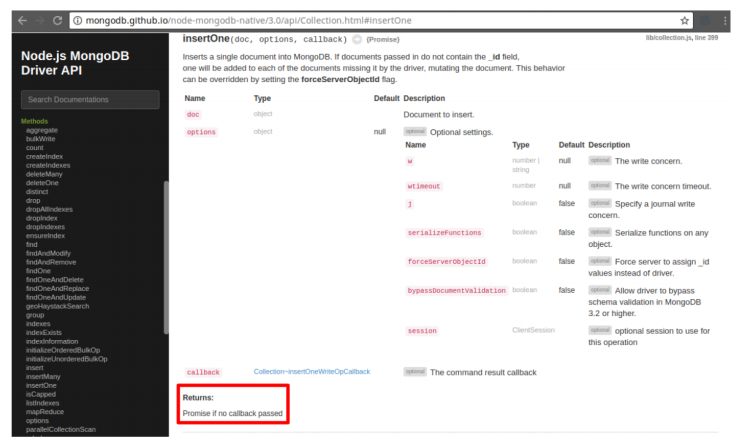 mongodb.github.io/node-mongodb-native/3.0/api/Collection.html#insertOne
Node.js MongoDB
Driver API
Search Documentations
Methods
aggregate
bulkWrite
count
createIndex
createIndexes
deleteMany
deleteOne
distinct
drop
dropAllIndexes
dropIndex
dropIndexes
ensureIndex
find
findAndModify
findAndRemove
findOne
findOneAndDelete
findOneAndReplace
findOneAndUpdate
geoHaystackSearch
group
indexes
indexExists
indexInformation
initializeOrderedBulkOp
initializeUnorderedBulkOp
insert
insertMany
insertOne
isCapped
listIndexes
mapReduce
options
parallelCollectionScan
insertOne(doc, options, callback) {Promise}
lib/collection.js, line 399
Inserts a single document into MongoDB. If documents passed in do not contain the _id field,
one will be added to each of the documents missing it by the driver, mutating the document. This behavior
can be overridden by setting the forceServerObjectId flag.
Name Type Default Description
doc object Document to insert.
options object null optional Optional settings.
Name Type Default Description
w number | string null optional The write concern.
wtimeout number null optional The write concern timeout.
j boolean false optional Specify a journal write
concern.
serializeFunctions boolean false optional Serialize functions on any
object.
forceServerObjectId boolean false optional Force server to assign _id
values instead of driver.
bypassDocumentValidation boolean false optional Allow driver to bypass
schema validation in MongoDB
3.2 or higher.
session ClientSession optional optional session to use for
this operation
callback Collection~insertOneWriteOpCallback optional The command result callback
Returns:
Promise if no callback passed